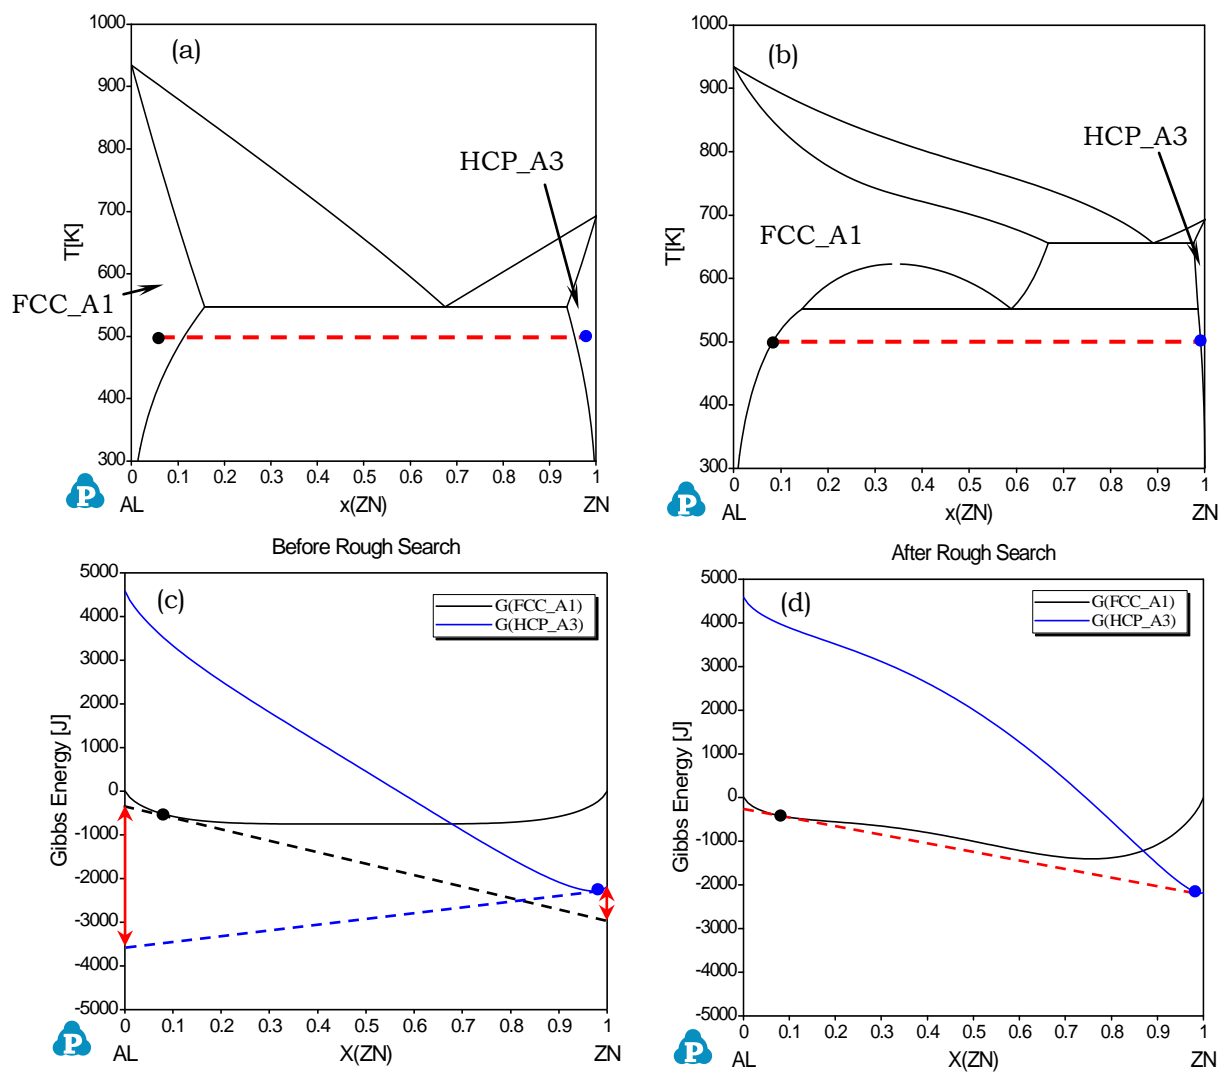 (a)
1000
900
800
700
600
500
400
300
T[K]
HCP_A3
FCC_A1
0
0.1
0.2
0.3
0.4
0.5
0.6
0.7
0.8
0.9
1
P
AL
x(ZN)
ZN
(b)
1000
900
800
700
600
500
400
300
T[K]
HCP_A3
FCC_A1
0
0.1
0.2
0.3
0.4
0.5
0.6
0.7
0.8
0.9
1
P
AL
x(ZN)
ZN
Before Rough Search
(c)
5000
4000
3000
2000
1000
0
-1000
-2000
-3000
-4000
-5000
Gibbs Energy [J]
G(FCC_A1)
G(HCP_A3)
0
0.1
0.2
0.3
0.4
0.5
0.6
0.7
0.8
0.9
1
P
AL
X(ZN)
ZN
After Rough Search
(d)
5000
4000
3000
2000
1000
0
-1000
-2000
-3000
-4000
-5000
Gibbs Energy [J]
G(FCC_A1)
G(HCP_A3)
0
0.1
0.2
0.3
0.4
0.5
0.6
0.7
0.8
0.9
1
P
AL
X(ZN)
ZN